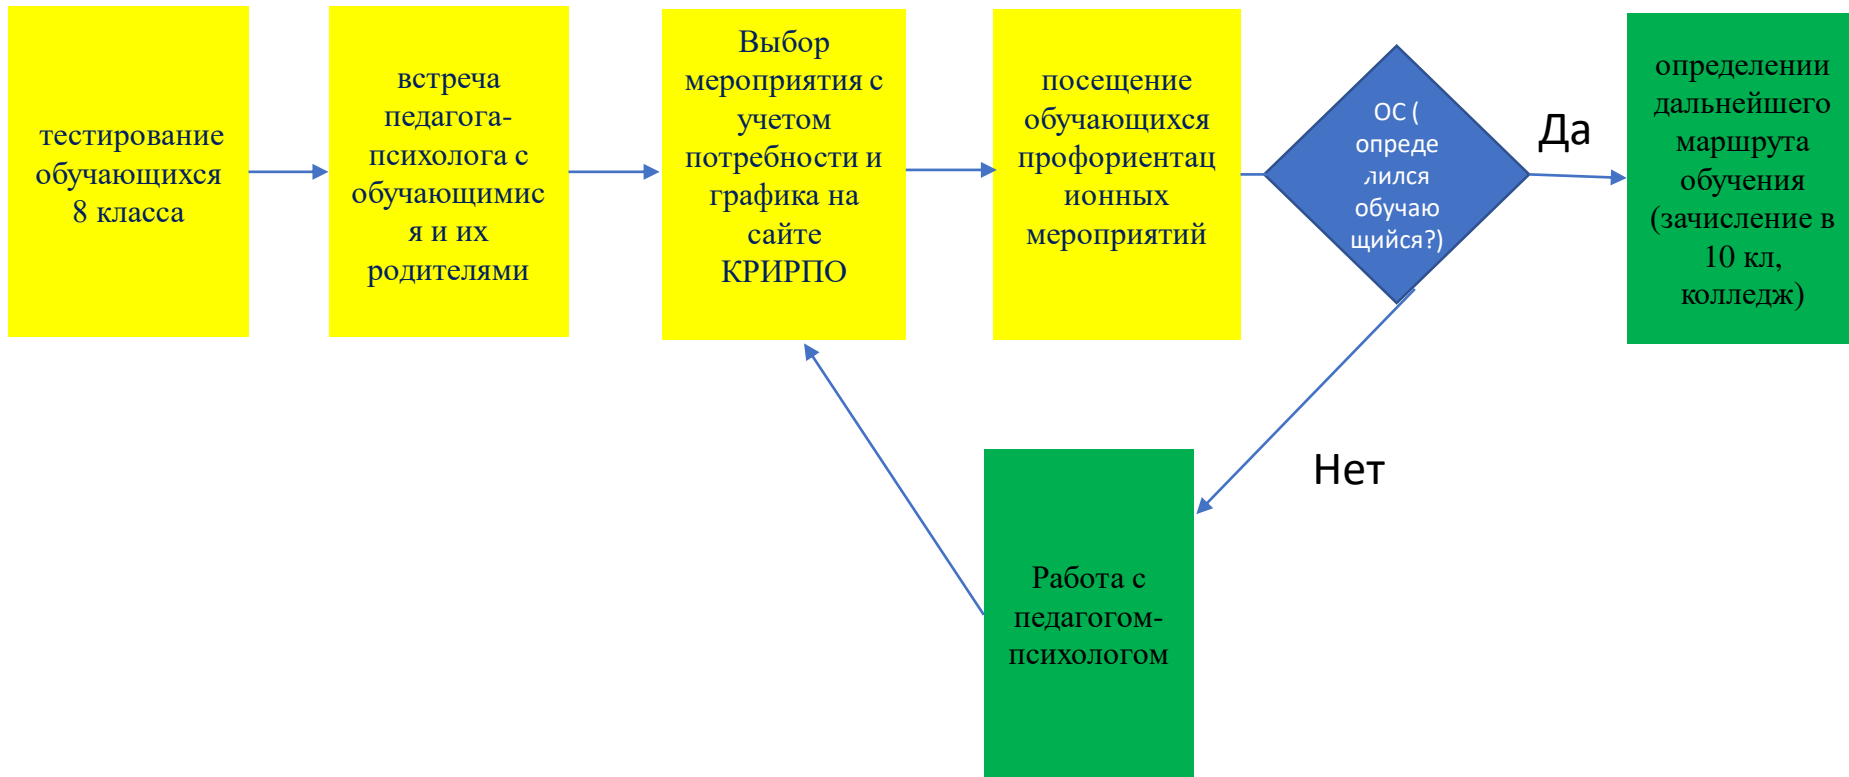 тестирование
обучающихся
8 класса
встреча
педагога-
психолога с
обучающимис
я и их
родителями
Выбор
мероприятия с
учетом
потребности и
графика на
сайте
КРИРПО
посещение
обучающихся
профориентац
ионных
мероприятий
ОС (
опреде
лился
обучаю
щийся?)
Да
определении
дальнейшего
маршрута
обучения
(зачисление в
10 кл,
колледж)
Нет
Работа с
педагогом-
психологом